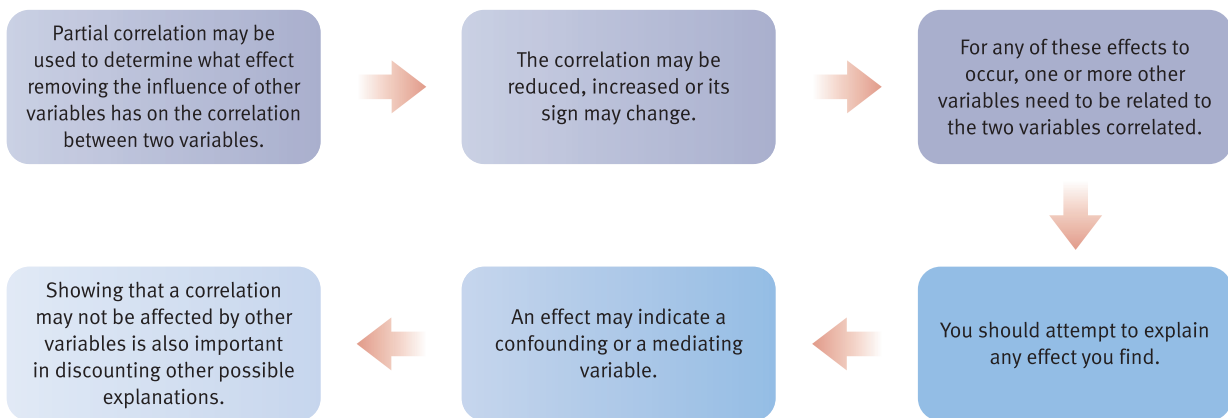 Partial correlation may be
used to determine what effect
removing the influence of other
variables has on the correlation
between two variables.
The correlation may be
reduced, increased or its
sign may change.
For any of these effects to
occur, one or more other
variables need to be related to
the two variables correlated.
You should attempt to explain
any effect you find.
An effect may indicate a
confounding or a mediating
variable.
Showing that a correlation
may not be affected by other
variables is also important
in discounting other possible
explanations.